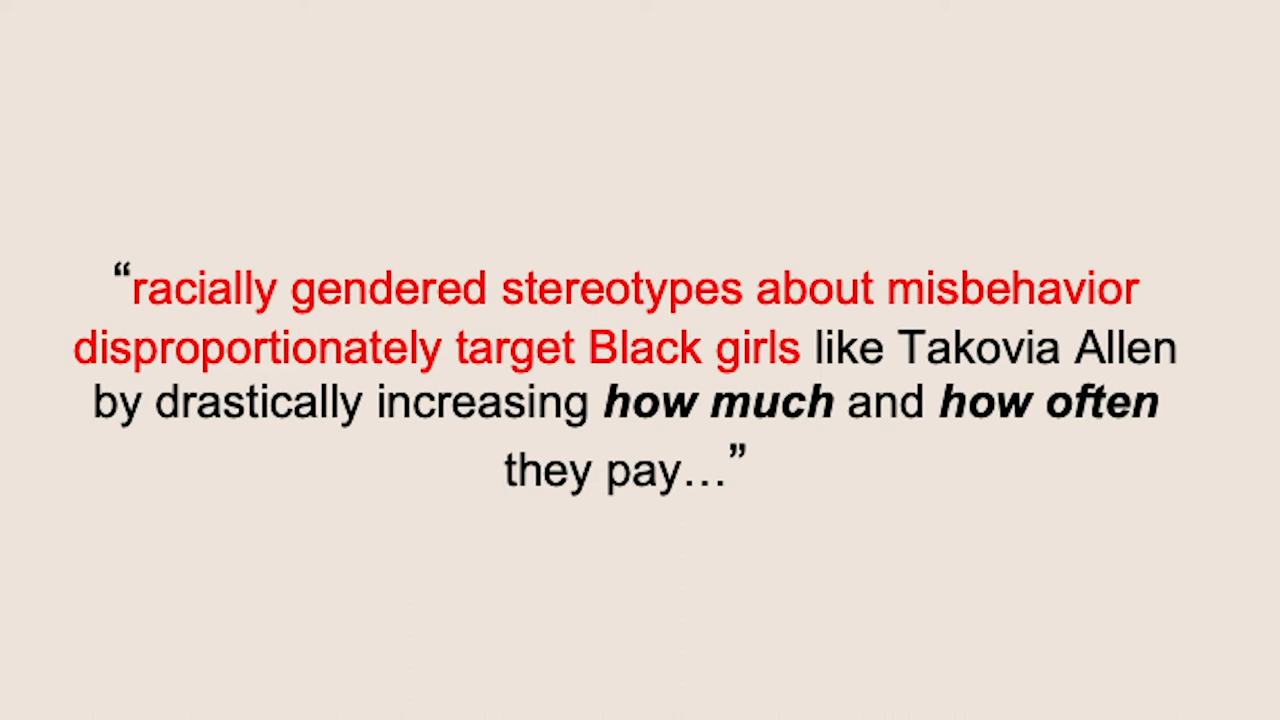 “racially gendered stereotypes about misbehavior
disproportionately target Black girls like Takovia Allen
by drastically increasing how much and how often
they pay…”